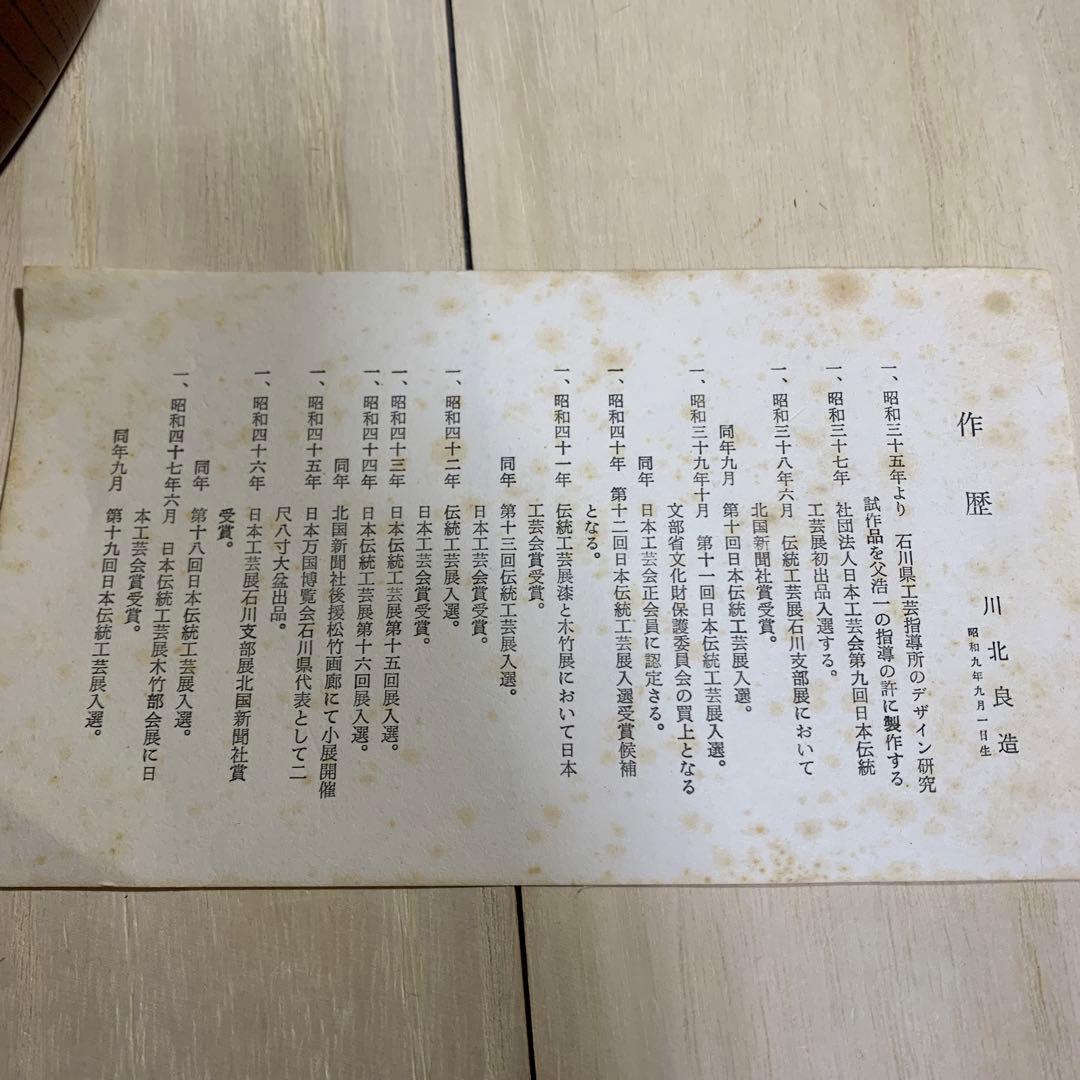 作歴
川北良造
昭和九年九月一日生
一、昭和三十五年より 石川県工芸指導所のデザイン研究
試作品を父浩一の指導の許に製作する
一、昭和三十七年 社団法人日本工芸会第九回日本伝統
工芸展初出品入選する。
一、昭和三十八年六月 伝統工芸展石川支部展において
北国新聞社賞受賞。
同年九月 第十回日本伝統工芸展入選。
一、昭和三十九年十月 第十一回日本伝統工芸展入選。
文部省文化財保護委員会の買上となる
同年 日本工芸会正会員に認定さる。
一、昭和四十年 第十二回日本伝統工芸展入選受賞候補
となる。
一、昭和四十一年 伝統工芸展漆と木竹展において日本
工芸会賞受賞。
同年 第十三回伝統工芸展入選。
日本工芸会賞受賞。
一、昭和四十二年 伝統工芸展入選。
日本工芸会賞受賞。
一、昭和四十三年 日本伝統工芸展第十五回展入選。
一、昭和四十四年 日本伝統工芸展第十六回展入選。
同年 北国新聞社後援松竹画廊にて小展開催
一、昭和四十五年 日本万国博覧会石川県代表として二
尺八寸大盆出品。
一、昭和四十六年 日本工芸展石川支部展北国新聞社賞
受賞。
同年 第十八回日本伝統工芸展入選。
一、昭和四十七年六月 日本伝統工芸展木竹部会展に日
本工芸会賞受賞。
同年九月 第十九回日本伝統工芸展入選。